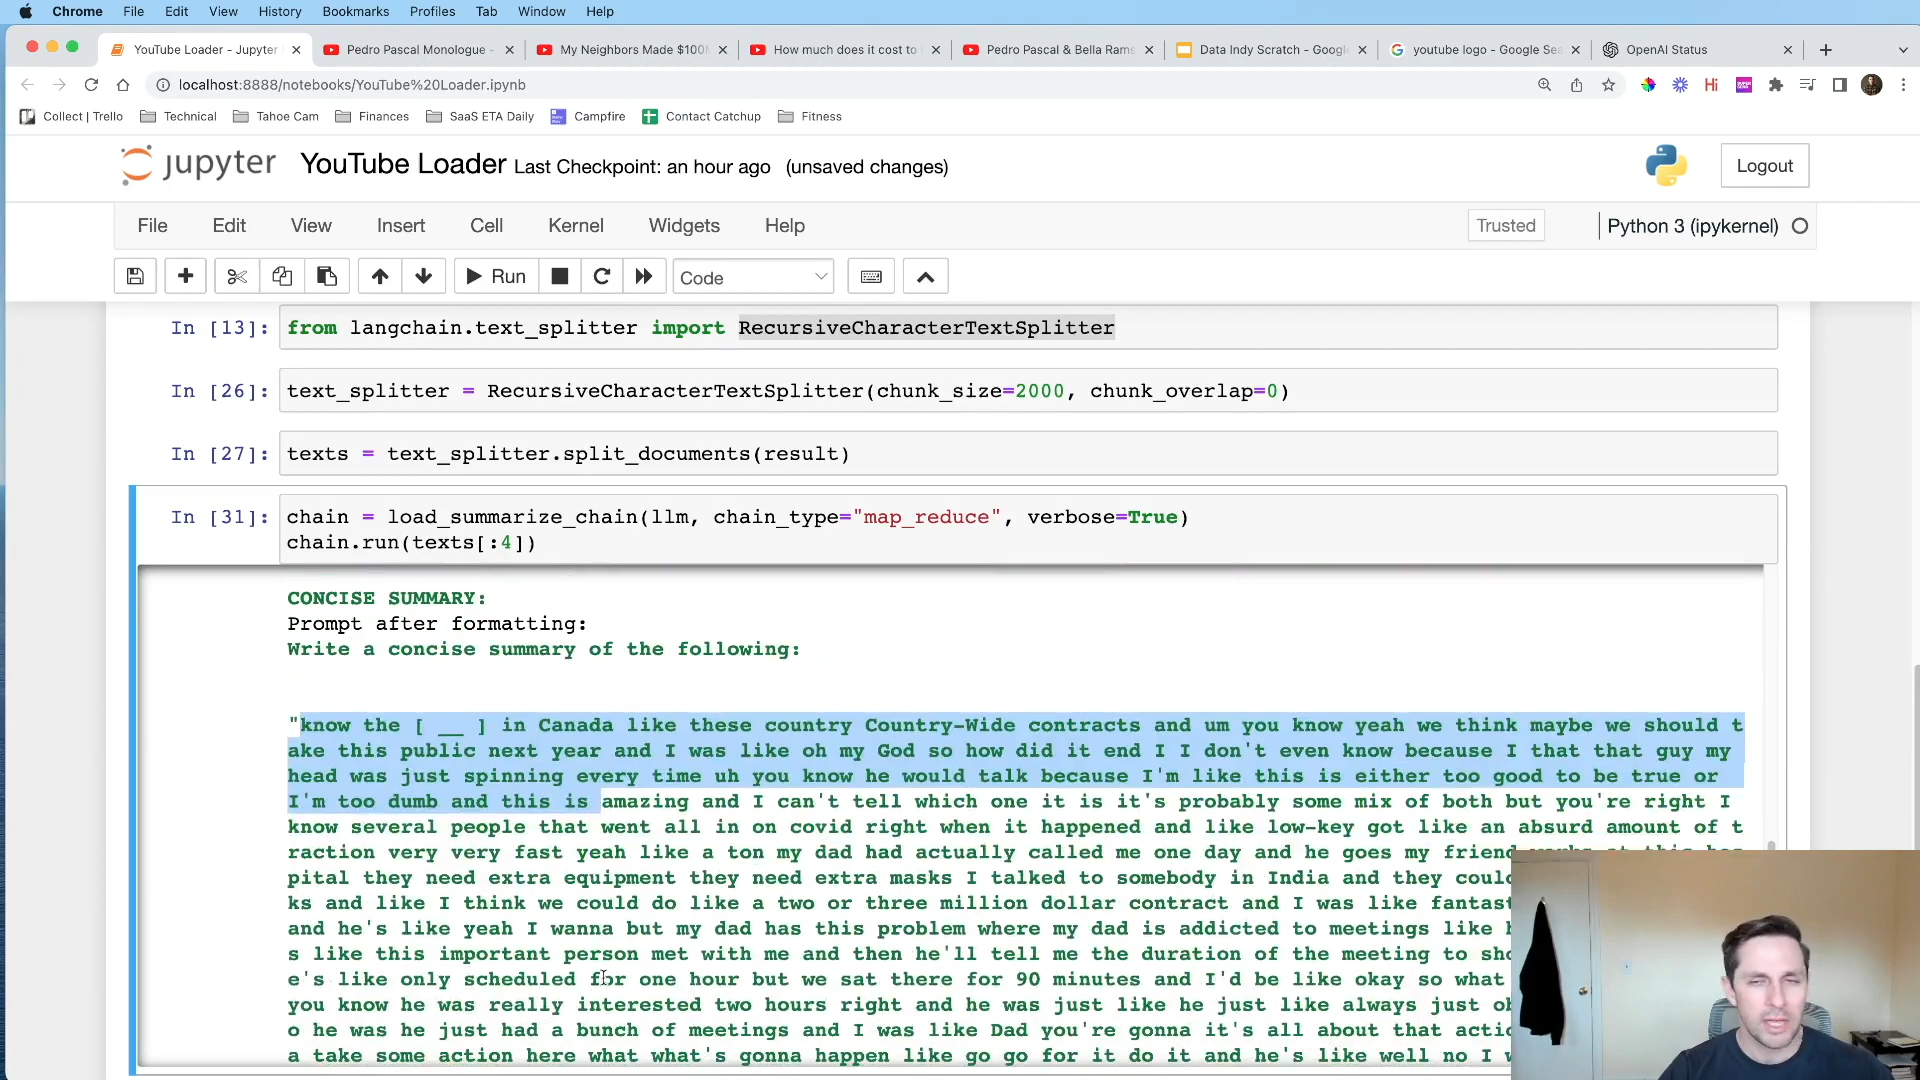 Chrome File Edit View History Bookmarks Profiles Tab Window Help
YouTube Loader - Jupyter
Pedro Pascal Monologue -
My Neighbors Made $100
How much does it cost to
Pedro Pascal & Bella Rams
Data Indy Scratch - Google
youtube logo - Google Sea
OpenAI Status
localhost:8888/notebooks/YouTube%20Loader.ipynb
Hi
Collect | Trello Technical Tahoe Cam Finances SaaS ETA Daily Campfire Contact Catchup Fitness
jupyter YouTube Loader Last Checkpoint: an hour ago (unsaved changes)
Logout
File Edit View Insert Cell Kernel Widgets Help
Trusted Python 3 (ipykernel)
Run Code
In [13]: from langchain.text_splitter import RecursiveCharacterTextSplitter
In [26]: text_splitter = RecursiveCharacterTextSplitter(chunk_size=2000, chunk_overlap=0)
In [27]: texts = text_splitter.split_documents(result)
In [31]: chain = load_summarize_chain(llm, chain_type="map_reduce", verbose=True)
chain.run(texts[:4])
CONCISE SUMMARY:
Prompt after formatting:
Write a concise summary of the following:
"know the [ __ ] in Canada like these country Country-Wide contracts and um you know yeah we think maybe we should t
ake this public next year and I was like oh my God so how did it end I I don't even know because I that that guy my
head was just spinning every time uh you know he would talk because I'm like this is either too good to be true or
I'm too dumb and this is amazing and I can't tell which one it is it's probably some mix of both but you're right I
know several people that went all in on covid right when it happened and like low-key got like an absurd amount of t
raction very very fast yeah like a ton my dad had actually called me one day and he goes my friend
pital they need extra equipment they need extra masks I talked to somebody in India and they
ks and like I think we could do like a two or three million dollar contract and I was like
and he's like yeah I wanna but my dad has this problem where my dad is addicted to meetings like
s like this important person met with me and then he'll tell me the duration of the meeting to
e's like only scheduled for one hour but we sat there for 90 minutes and I'd be like okay so what
you know he was really interested two hours right and he was just like he just like always just
o he was he just had a bunch of meetings and I was like Dad you're gonna it's all about that
a take some action here what what's gonna happen like go go for it do it and he's like well no I